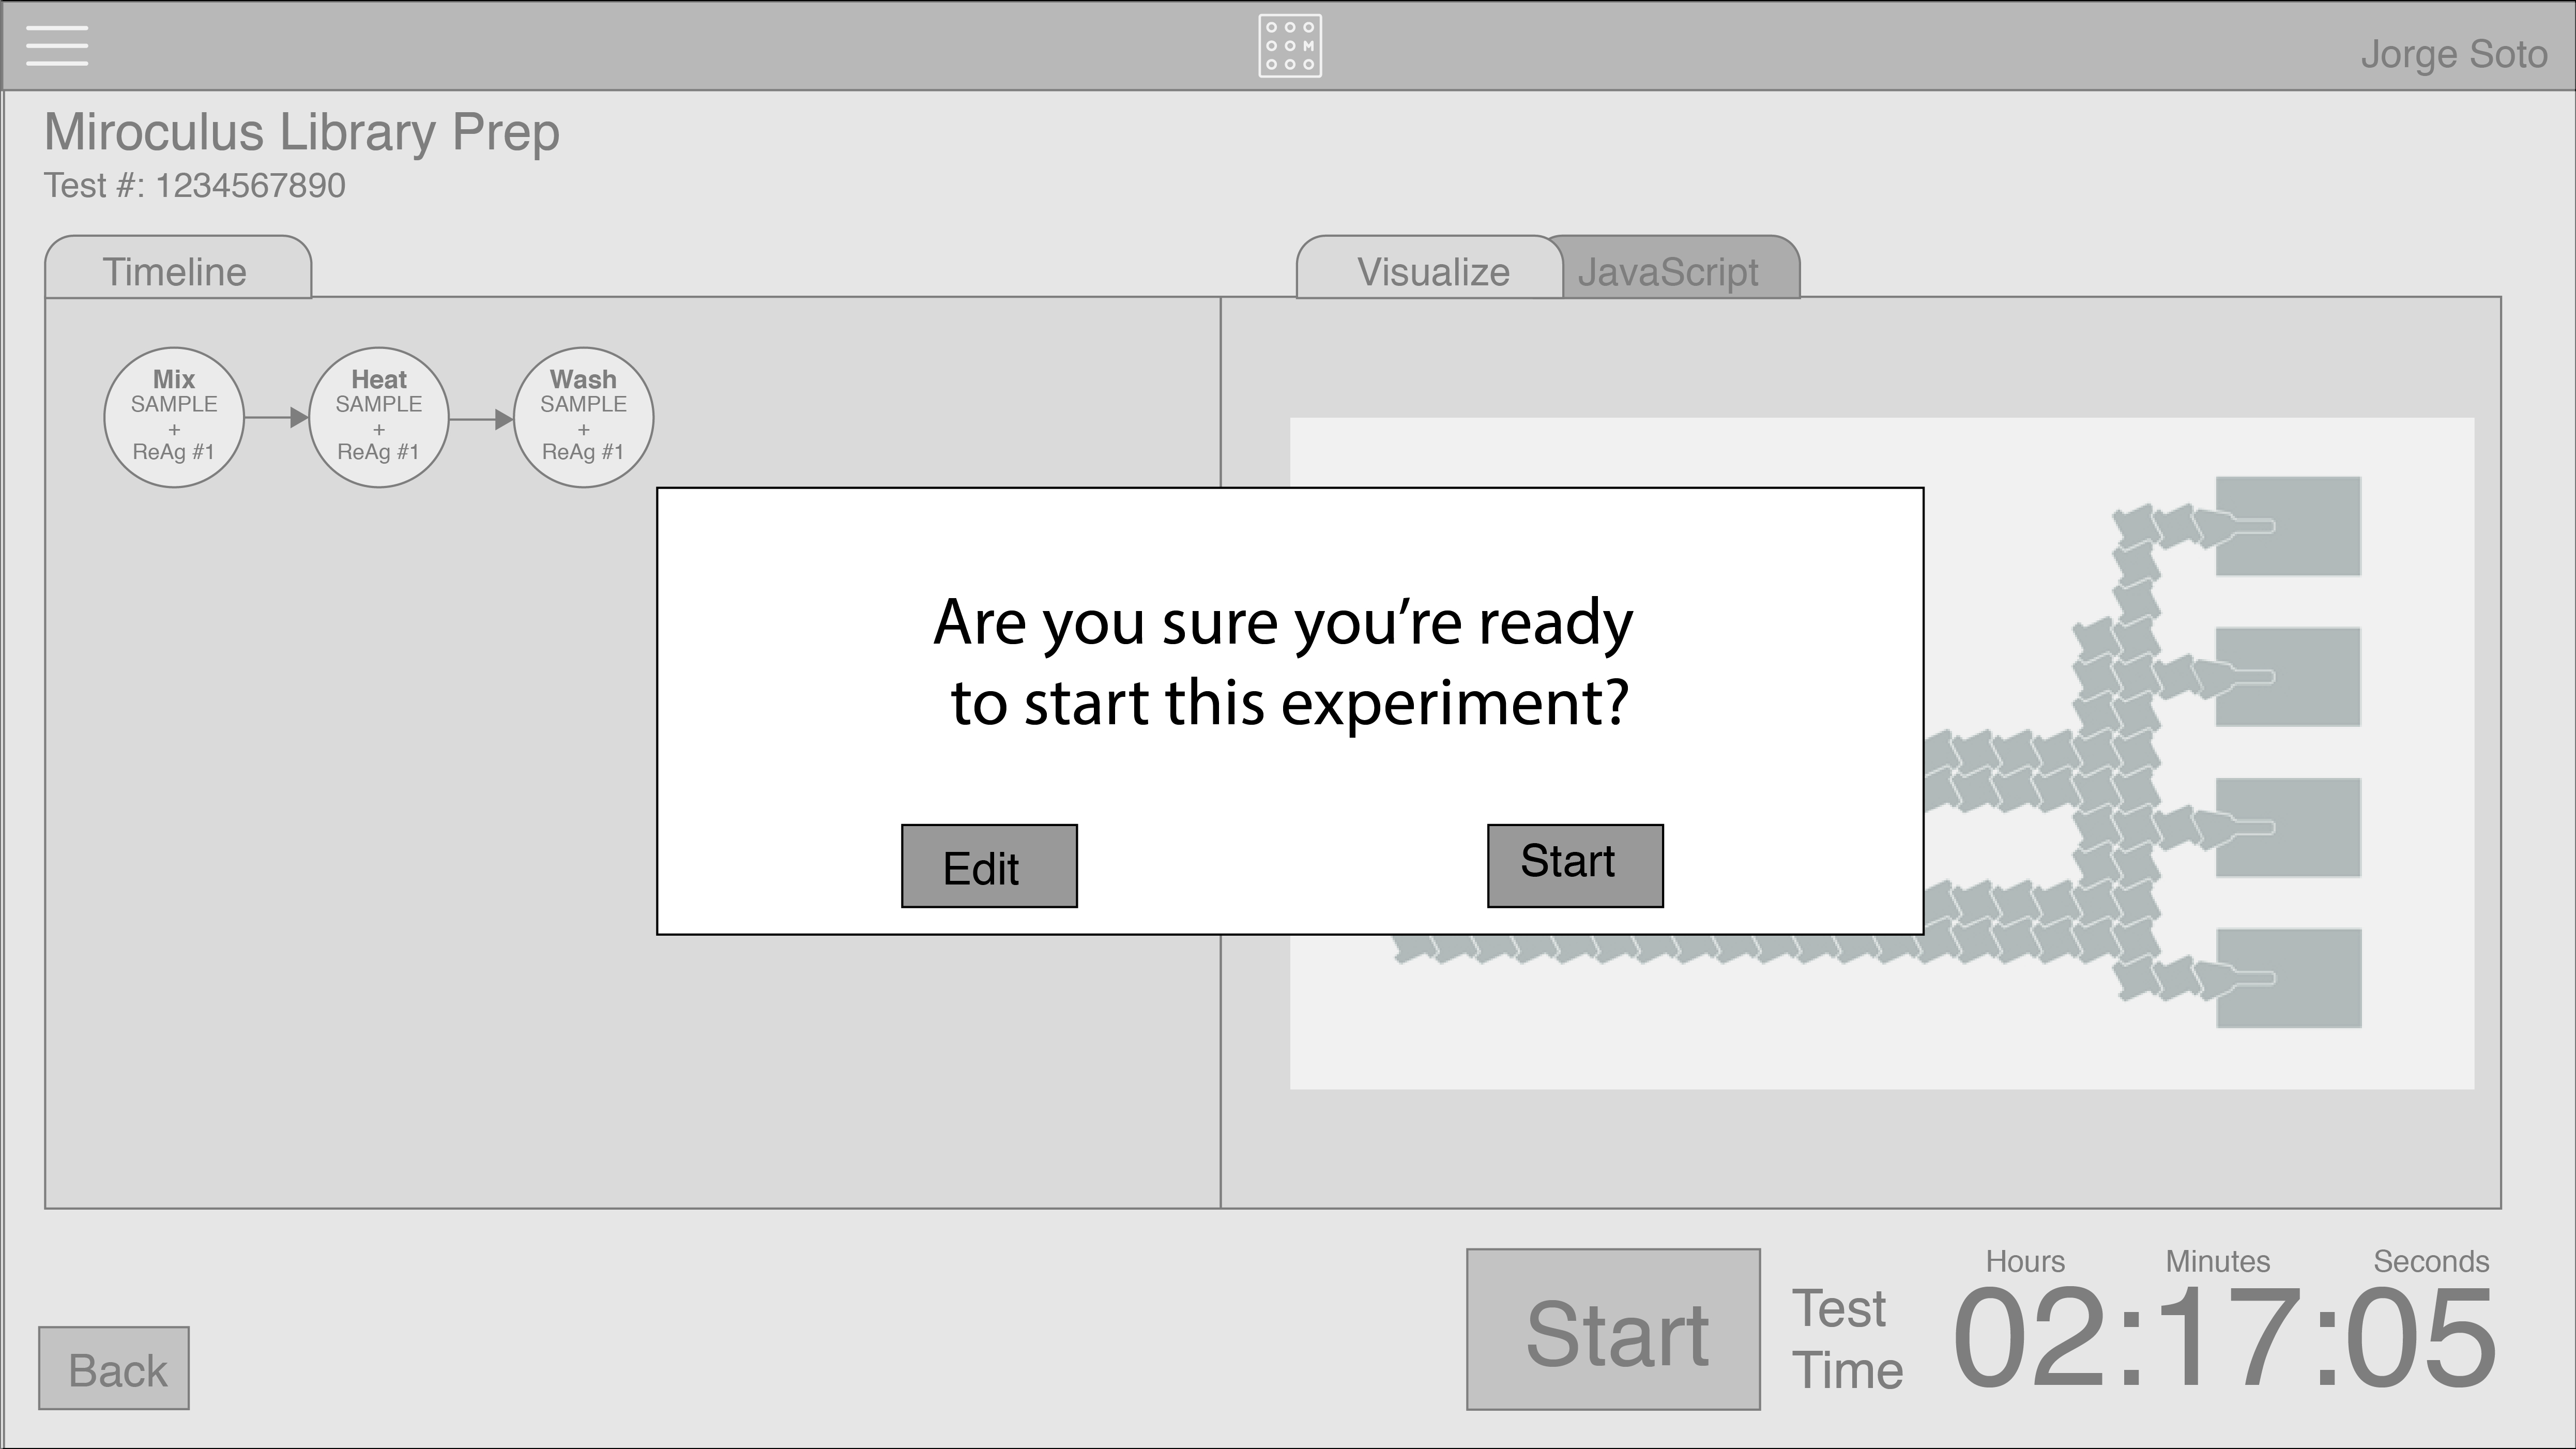 M
Jorge Soto
Miroculus Library Prep
Test #: 1234567890
Timeline
Visualize
JavaScript
Mix
SAMPLE
+
ReAg #1
Heat
SAMPLE
+
ReAg #1
Wash
SAMPLE
+
ReAg #1
Are you sure you’re ready
to start this experiment?
Edit
Start
Back
Start
Test
Time
Hours Minutes Seconds
02:17:05